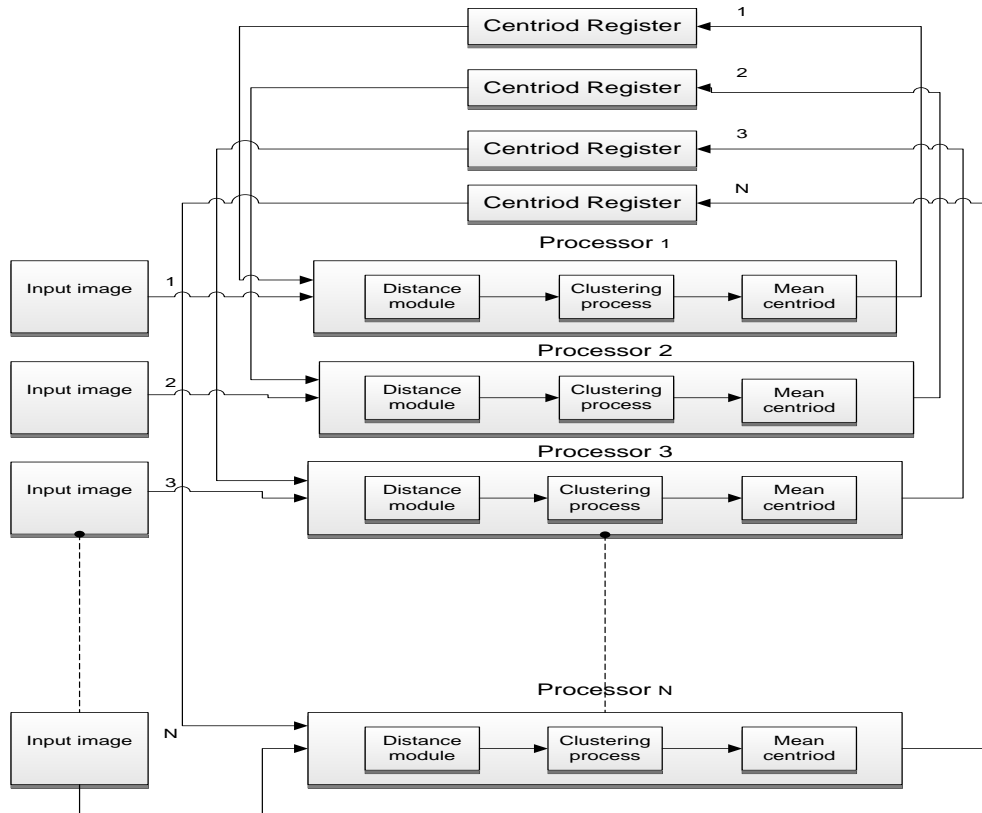 1
Centriod Register
2
Centriod Register
3
Centriod Register
N
Centriod Register
Processor 1
Input image
1
Distance
module
Clustering
process
Mean
centriod
Processor 2
Input image
2
Distance
module
Clustering
process
Mean
centriod
Processor 3
Input image
3
Distance
module
Clustering
process
Mean
centriod
Processor N
Input image
N
Distance
module
Clustering
process
Mean
centriod